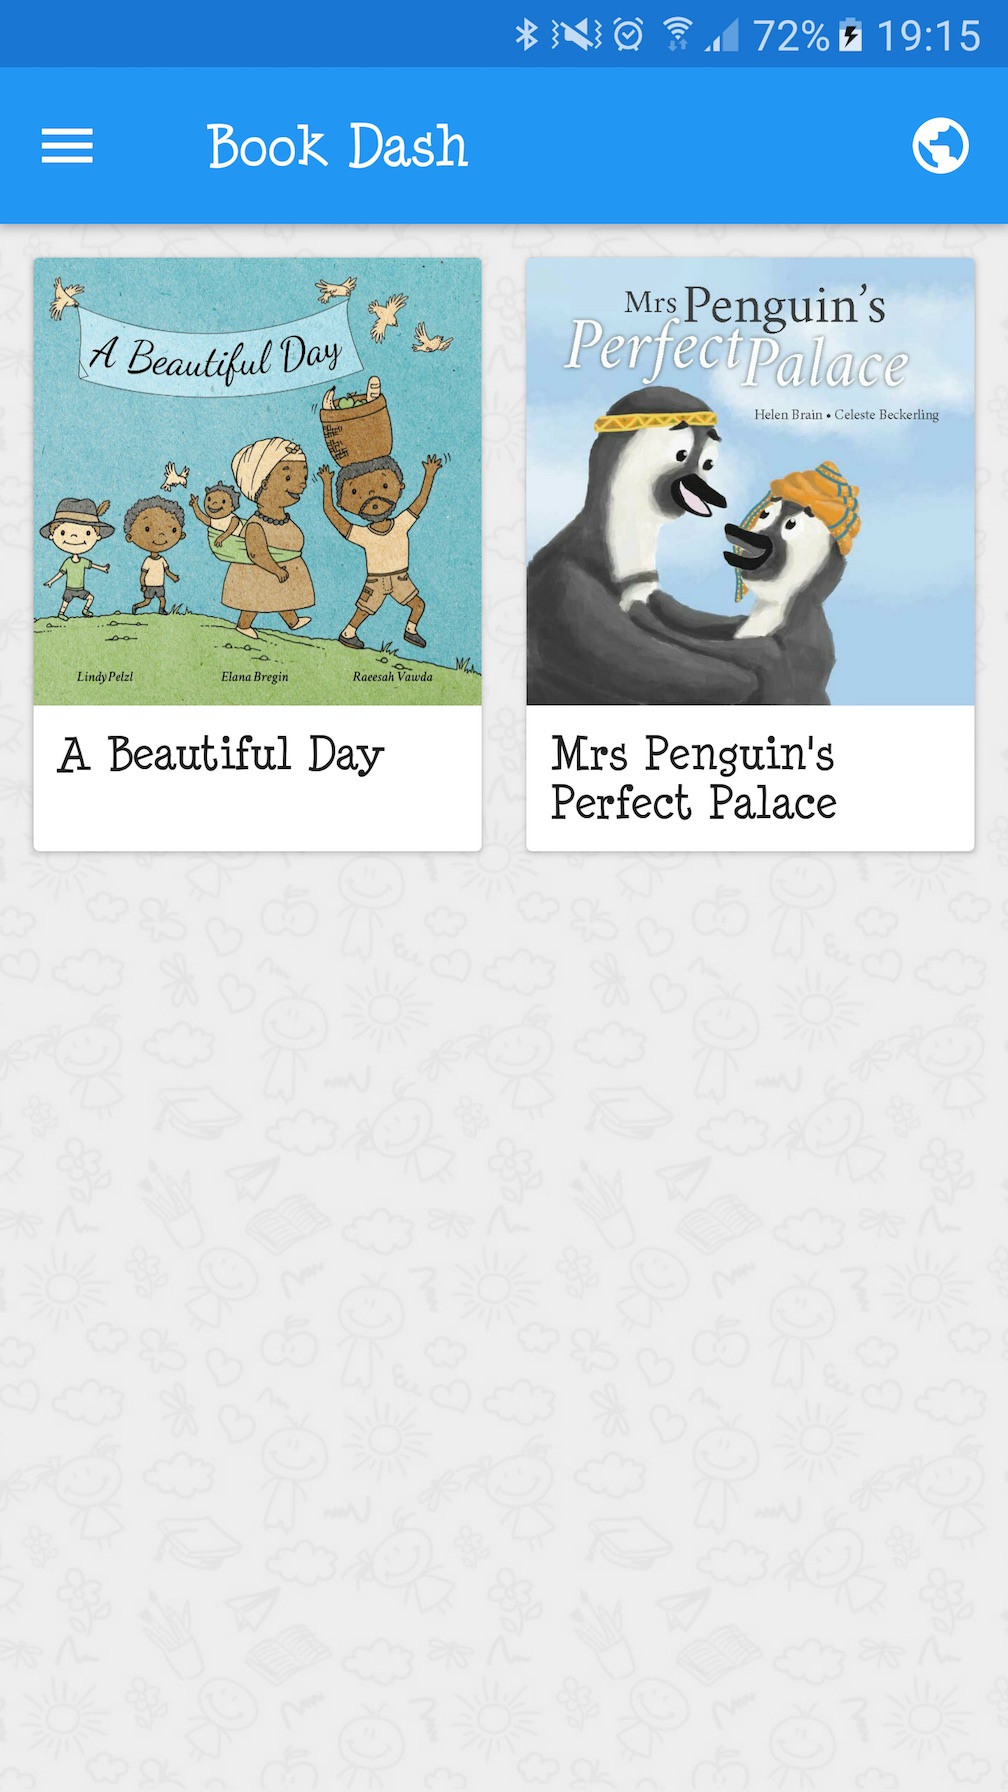 72% 19:15
Book Dash
A Beautiful Day
Lindy Pelzl Elana Bregin Raeesah Vawda
A Beautiful Day
Mrs Penguin's
Perfect Palace
Helen Brain • Celeste Beckerling
Mrs Penguin's
Perfect Palace